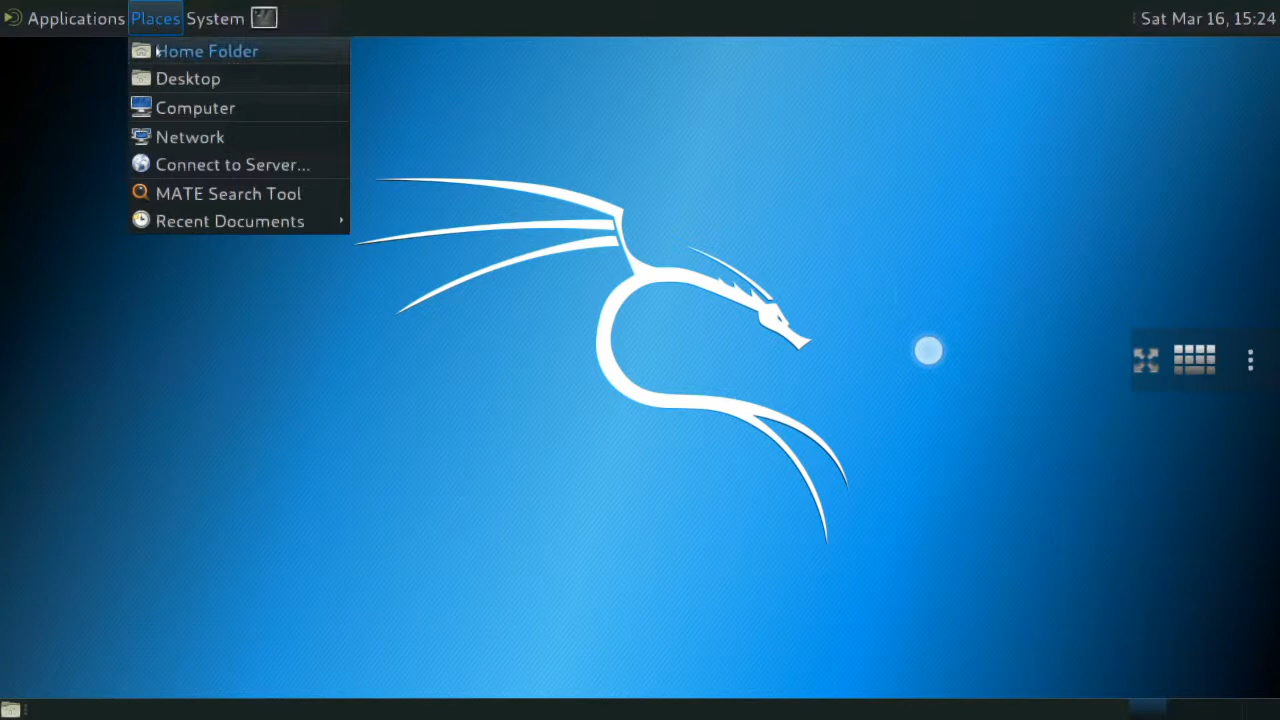 Applications Places System Sat Mar 16, 15:24
Home Folder
Desktop
Computer
Network
Connect to Server...
MATE Search Tool
Recent Documents